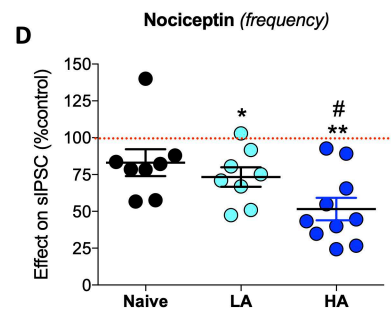 D
Nociceptin (frequency)
Effect on sIPSC (%control)
150
125
100
75
50
25
0
*
#
**
Naive LA HA